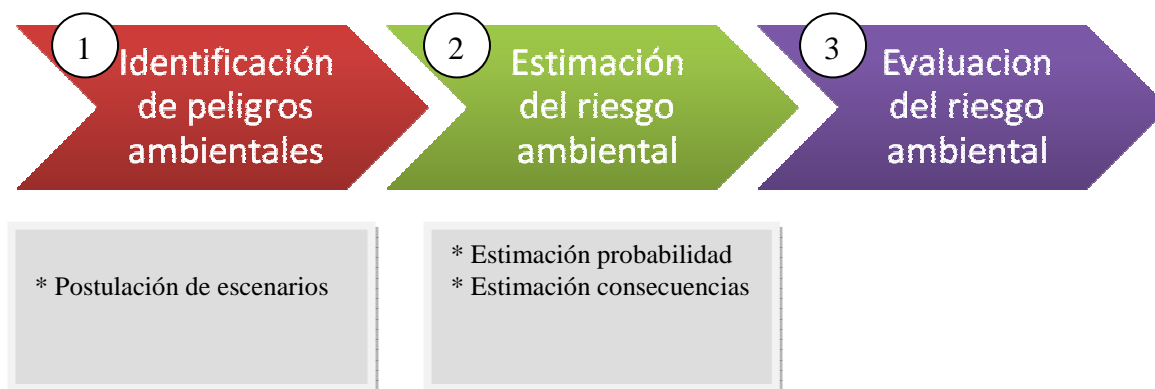 1
Identificación
de peligros
ambientales
2
Estimación
del riesgo
ambiental
3
Evaluacion
del riesgo
ambiental
* Postulación de escenarios
* Estimación probabilidad
* Estimación consecuencias